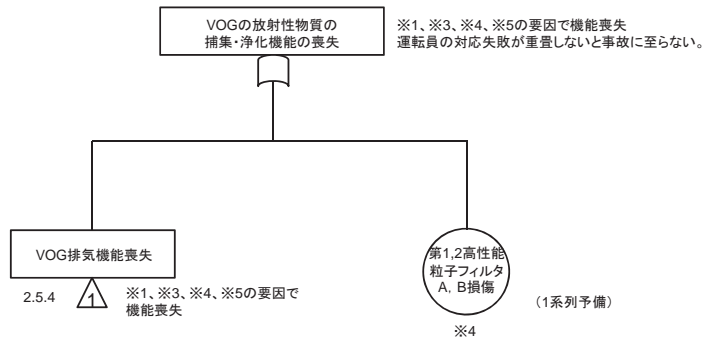 VOGの放射性物質の
捕集・浄化機能の喪失
※1、※3、※4、※5の要因で機能喪失
運転員の対応失敗が重畳しないと事故に至らない。
VOG排気機能喪失
2.5.4
1
※1、※3、※4、※5の要因で
機能喪失
第1,2高性能
粒子フィルタ
A, B損傷
(1系列予備)
※4